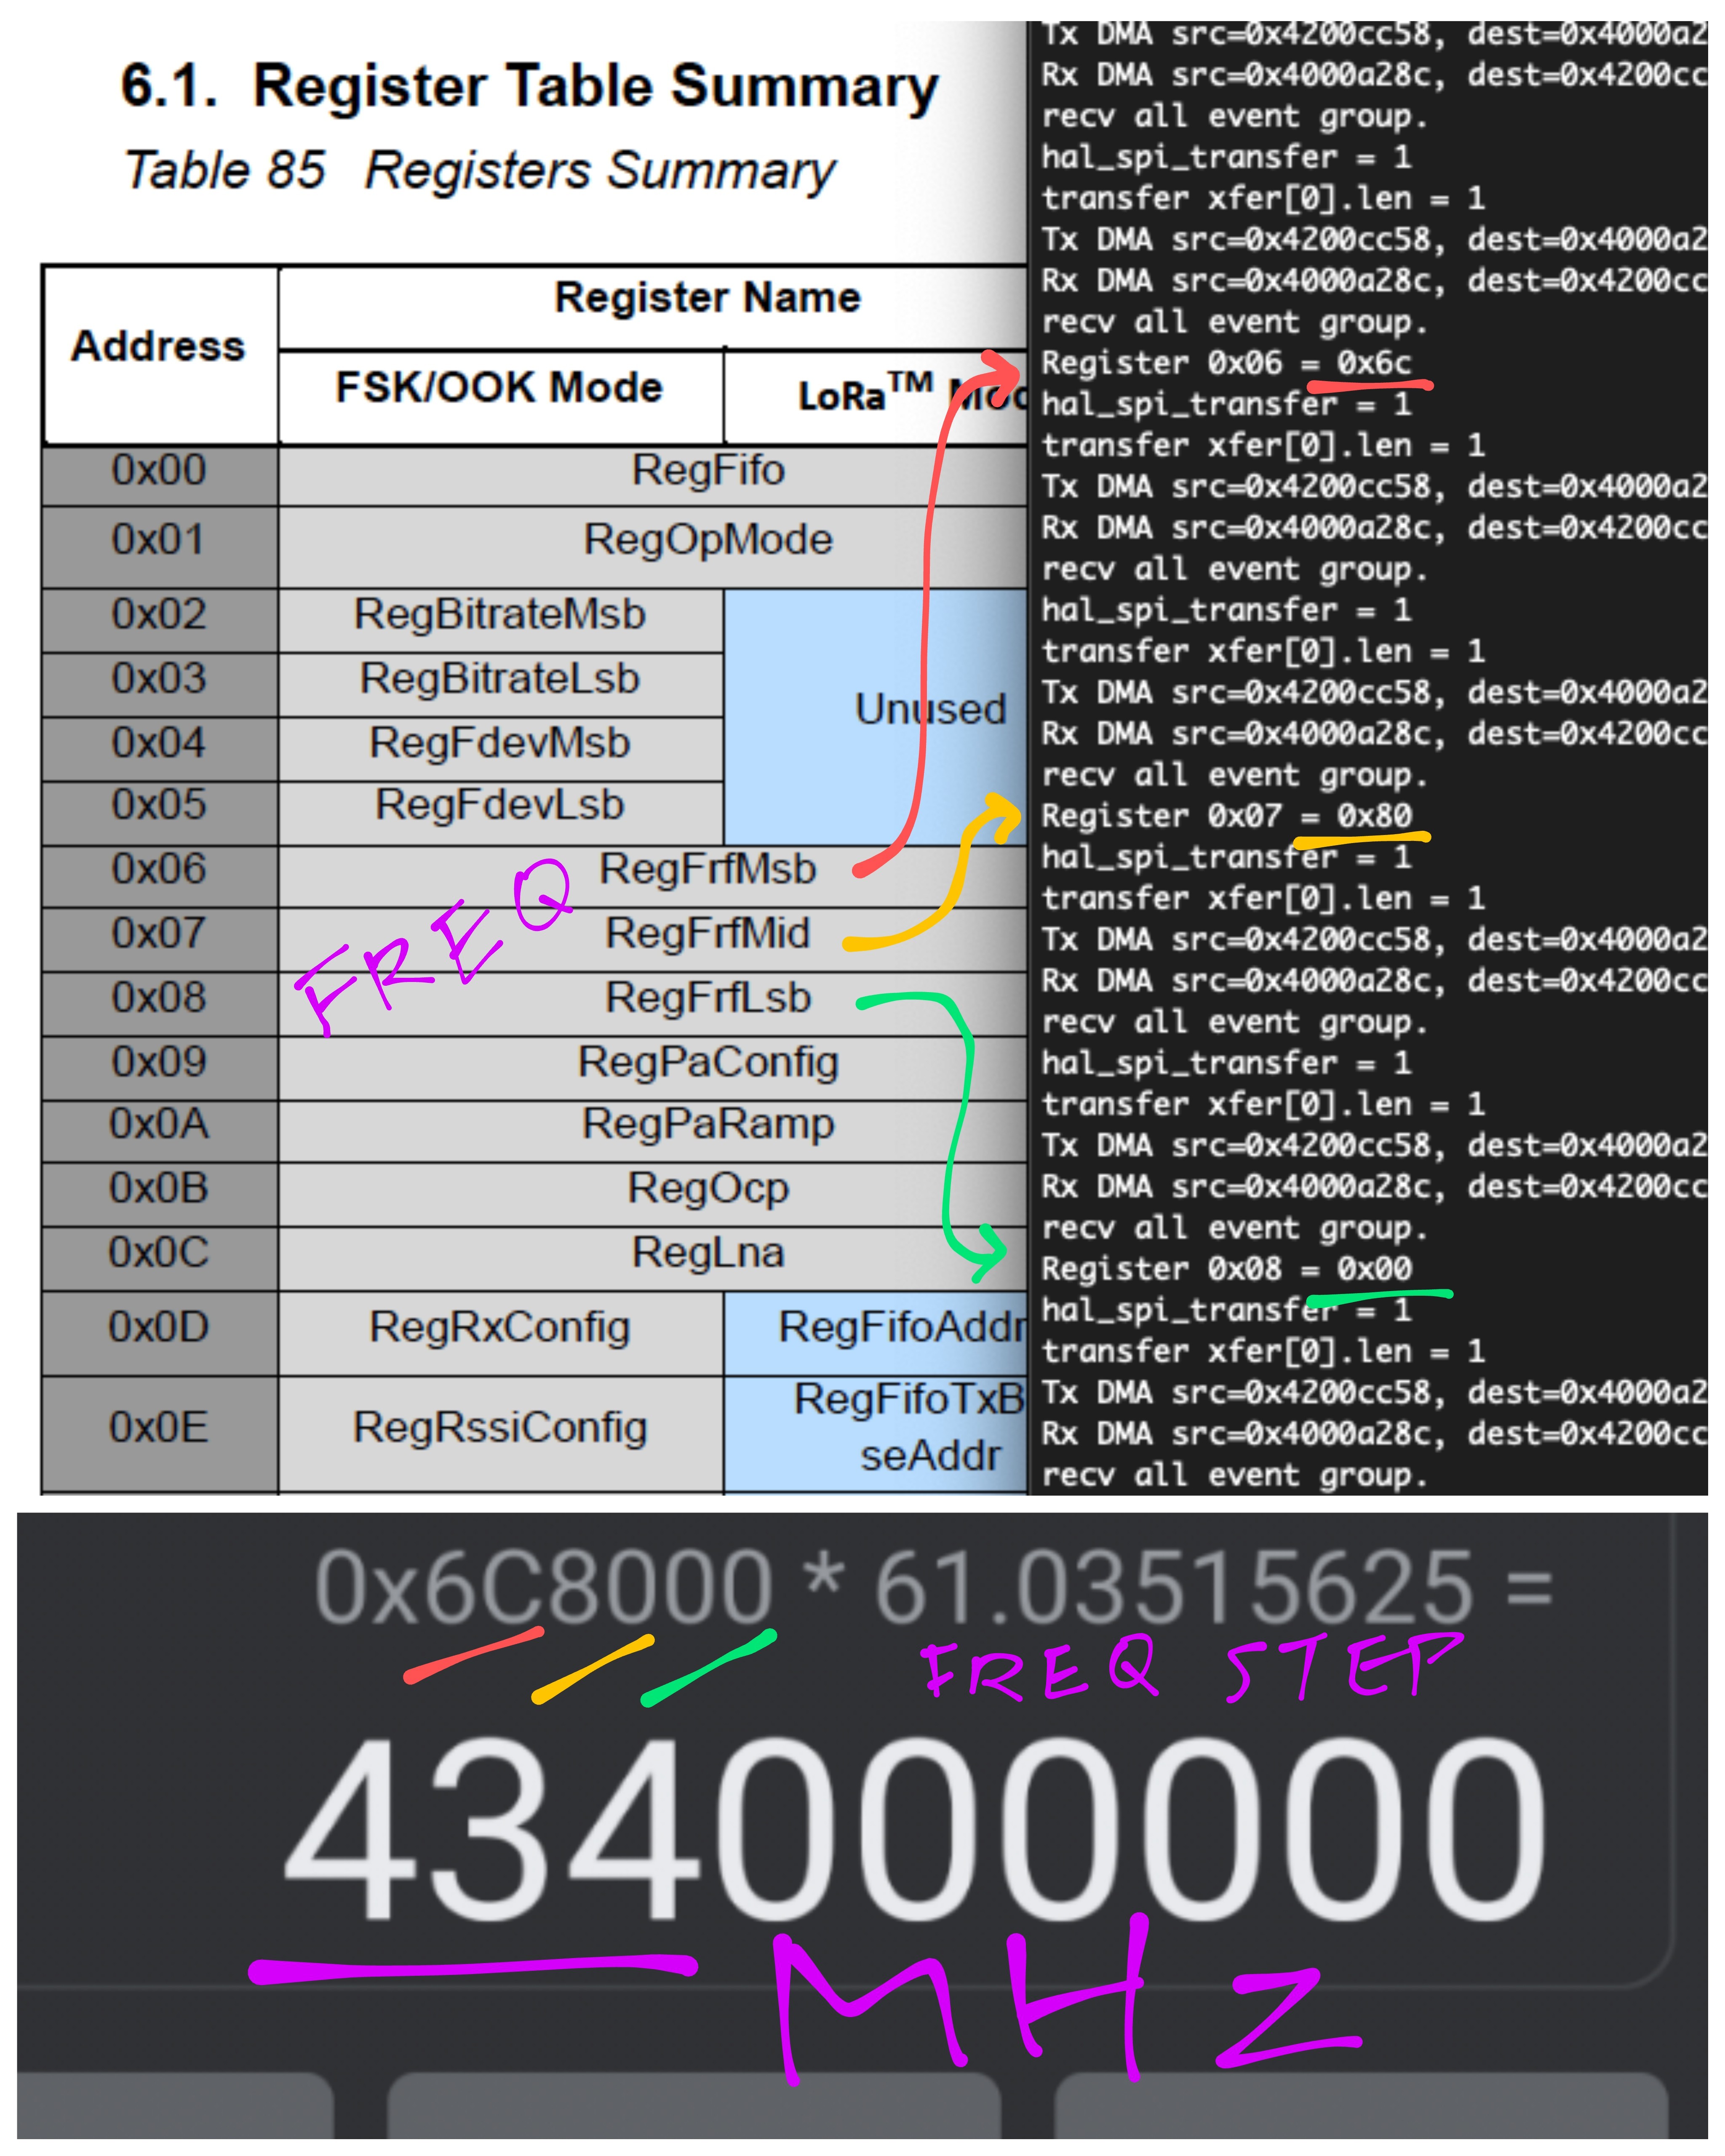 6.1. Register Table Summary
Table 85 Registers Summary
Address
Register Name
FSK/OOK Mode
LoRa™ Mod
0x00
RegFifo
0x01
RegOpMode
0x02
RegBitrateMsb
Unused
0x03
RegBitrateLsb
0x04
RegFdevMsb
0x05
RegFdevLsb
0x06
RegFrfMsb
0x07
RegFrfMid
0x08
RegFrfLsb
FREQ
0x09
RegPaConfig
0x0A
RegPaRamp
0x0B
RegOcp
0x0C
RegLna
0x0D
RegRxConfig
RegFifoAddr
0x0E
RegRssiConfig
RegFifoTxB
seAddr
Tx DMA src=0x4200cc58, dest=0x4000a2
Rx DMA src=0x4000a28c, dest=0x4200cc
recv all event group.
hal_spi_transfer = 1
transfer xfer[0].len = 1
Tx DMA src=0x4200cc58, dest=0x4000a2
Rx DMA src=0x4000a28c, dest=0x4200cc
recv all event group.
Register 0x06 = 0x6c
hal_spi_transfer = 1
transfer xfer[0].len = 1
Tx DMA src=0x4200cc58, dest=0x4000a2
Rx DMA src=0x4000a28c, dest=0x4200cc
recv all event group.
hal_spi_transfer = 1
transfer xfer[0].len = 1
Tx DMA src=0x4200cc58, dest=0x4000a2
Rx DMA src=0x4000a28c, dest=0x4200cc
recv all event group.
Register 0x07 = 0x80
hal_spi_transfer = 1
transfer xfer[0].len = 1
Tx DMA src=0x4200cc58, dest=0x4000a2
Rx DMA src=0x4000a28c, dest=0x4200cc
recv all event group.
hal_spi_transfer = 1
transfer xfer[0].len = 1
Tx DMA src=0x4200cc58, dest=0x4000a2
Rx DMA src=0x4000a28c, dest=0x4200cc
recv all event group.
Register 0x08 = 0x00
hal_spi_transfer = 1
transfer xfer[0].len = 1
Tx DMA src=0x4200cc58, dest=0x4000a2
Rx DMA src=0x4000a28c, dest=0x4200cc
recv all event group.
0x6C8000 * 61.03515625 =
FREQ STEP
434000000
MHz